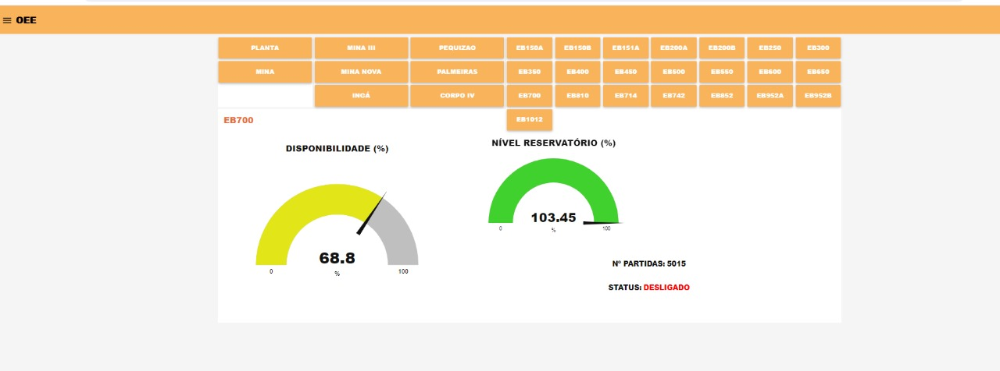 OEE
PLANTA MINA III PEQUIZAO EB150A EB150B EB151A EB200A EB200B EB250 EB300
MINA MINA NOVA PALMEIRAS EB350 EB400 EB450 EB500 EB550 EB600 EB650
INGÁ CORPO IV EB700 EB810 EB714 EB742 EB852 EB952A EB952B
EB1012
EB700
DISPONIBILIDADE (%)
68.8
%
0 100
NÍVEL RESERVATÓRIO (%)
103.45
%
0 100
Nº PARTIDAS: 5015
STATUS: DESLIGADO